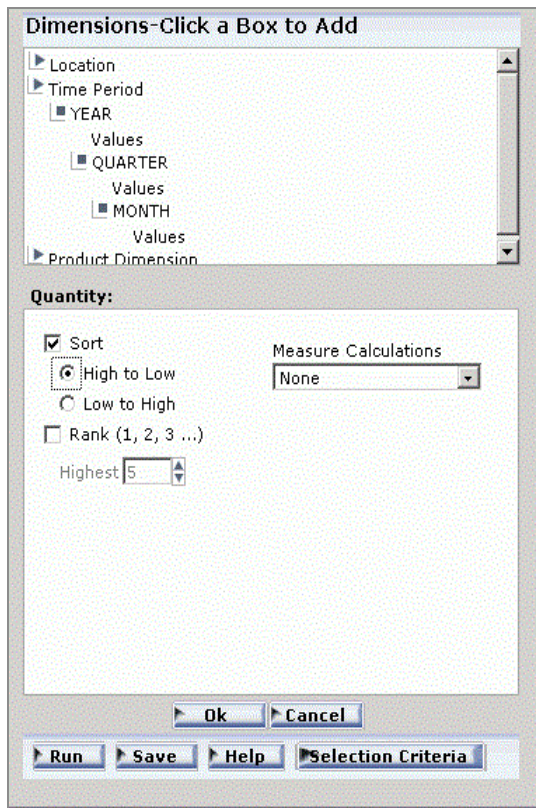 Dimensions-Click a Box to Add
Location
Time Period
YEAR
Values
QUARTER
Values
MONTH
Values
Product Dimension
Quantity:
Sort
Measure Calculations
High to Low
None
Low to High
Rank (1, 2, 3 ...)
Highest 5
Ok Cancel
Run Save Help Selection Criteria